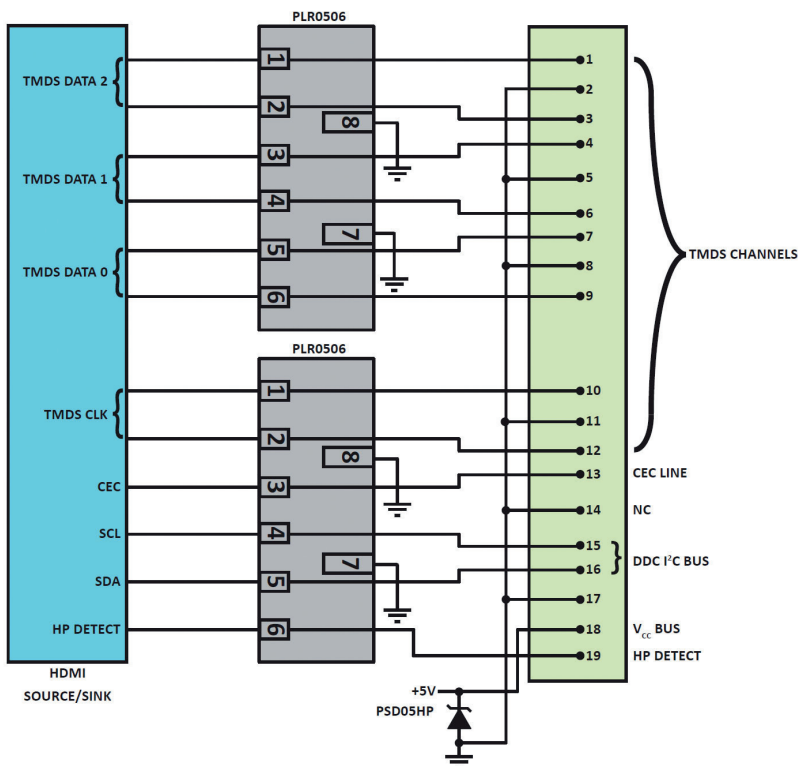 PLR0506
TMDS DATA 2
TMDS DATA 1
TMDS DATA 0
1
2
8
3
4
7
5
6
PLR0506
TMDS CLK
CEC
SCL
SDA
HP DETECT
1
2
8
3
4
7
5
6
HDMI
SOURCE/SINK
1
2
3
4
5
6
7
8
9
10
11
12
13
14
15
16
17
18
19
TMDS CHANNELS
CEC LINE
NC
DDC I²C BUS
Vcc BUS
HP DETECT
+5V
PSD05HP